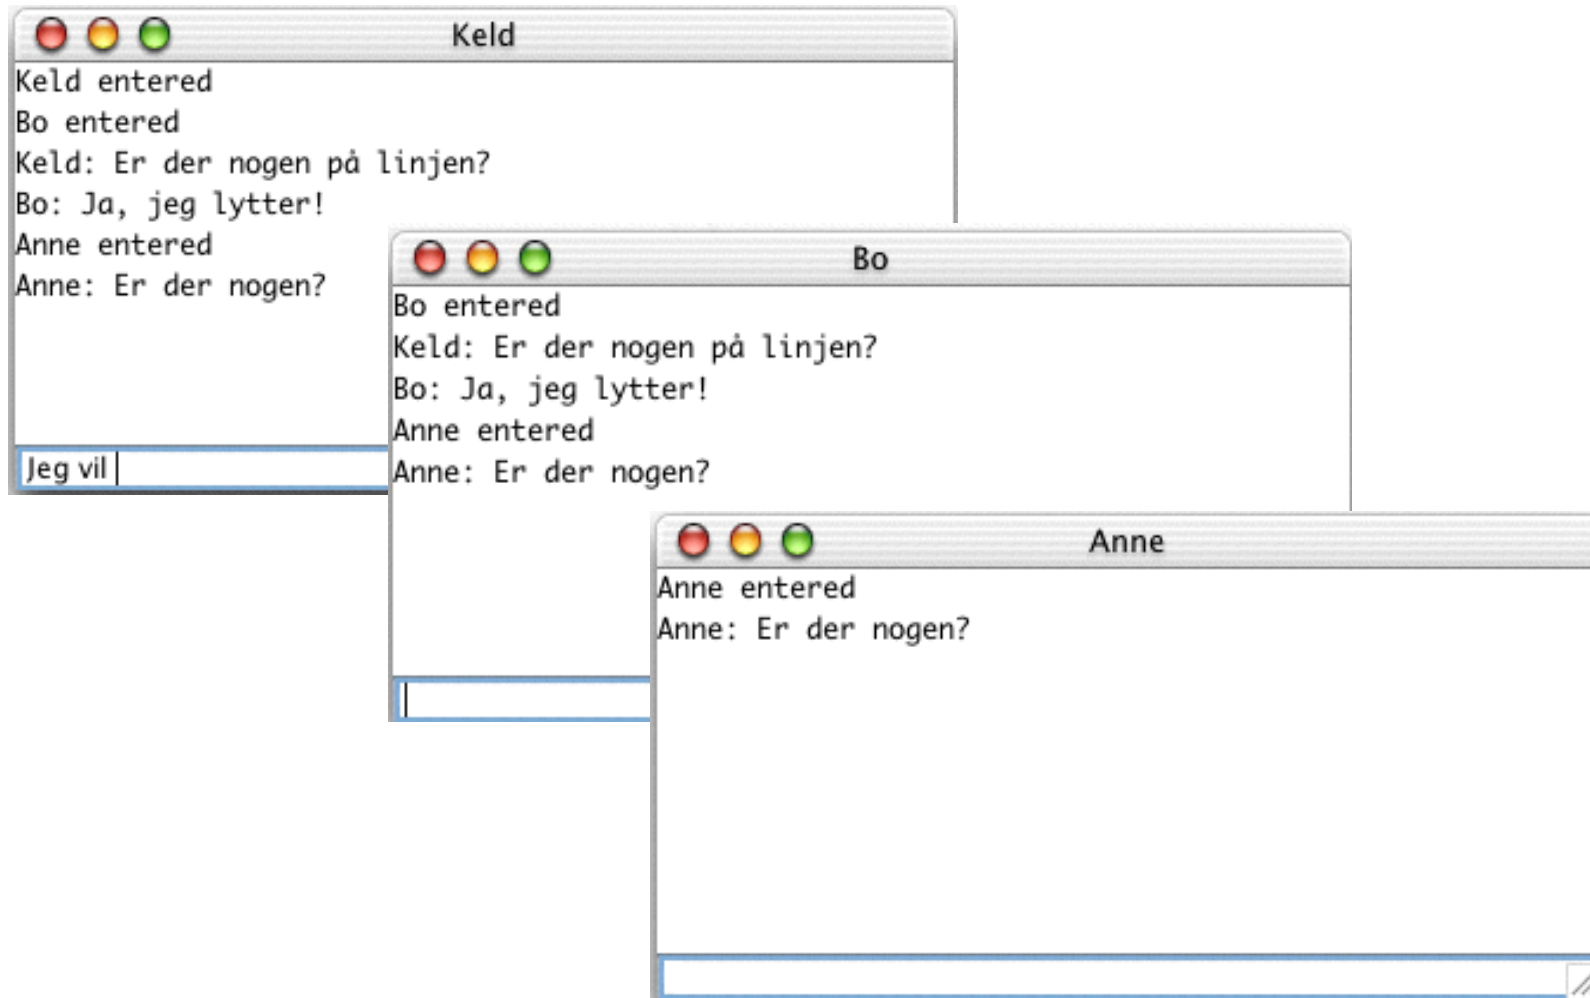 Keld
Keld entered
Bo entered
Keld: Er der nogen på linjen?
Bo: Ja, jeg lytter!
Anne entered
Anne: Er der nogen?
Jeg vil
Bo
Bo entered
Keld: Er der nogen på linjen?
Bo: Ja, jeg lytter!
Anne entered
Anne: Er der nogen?
Anne
Anne entered
Anne: Er der nogen?